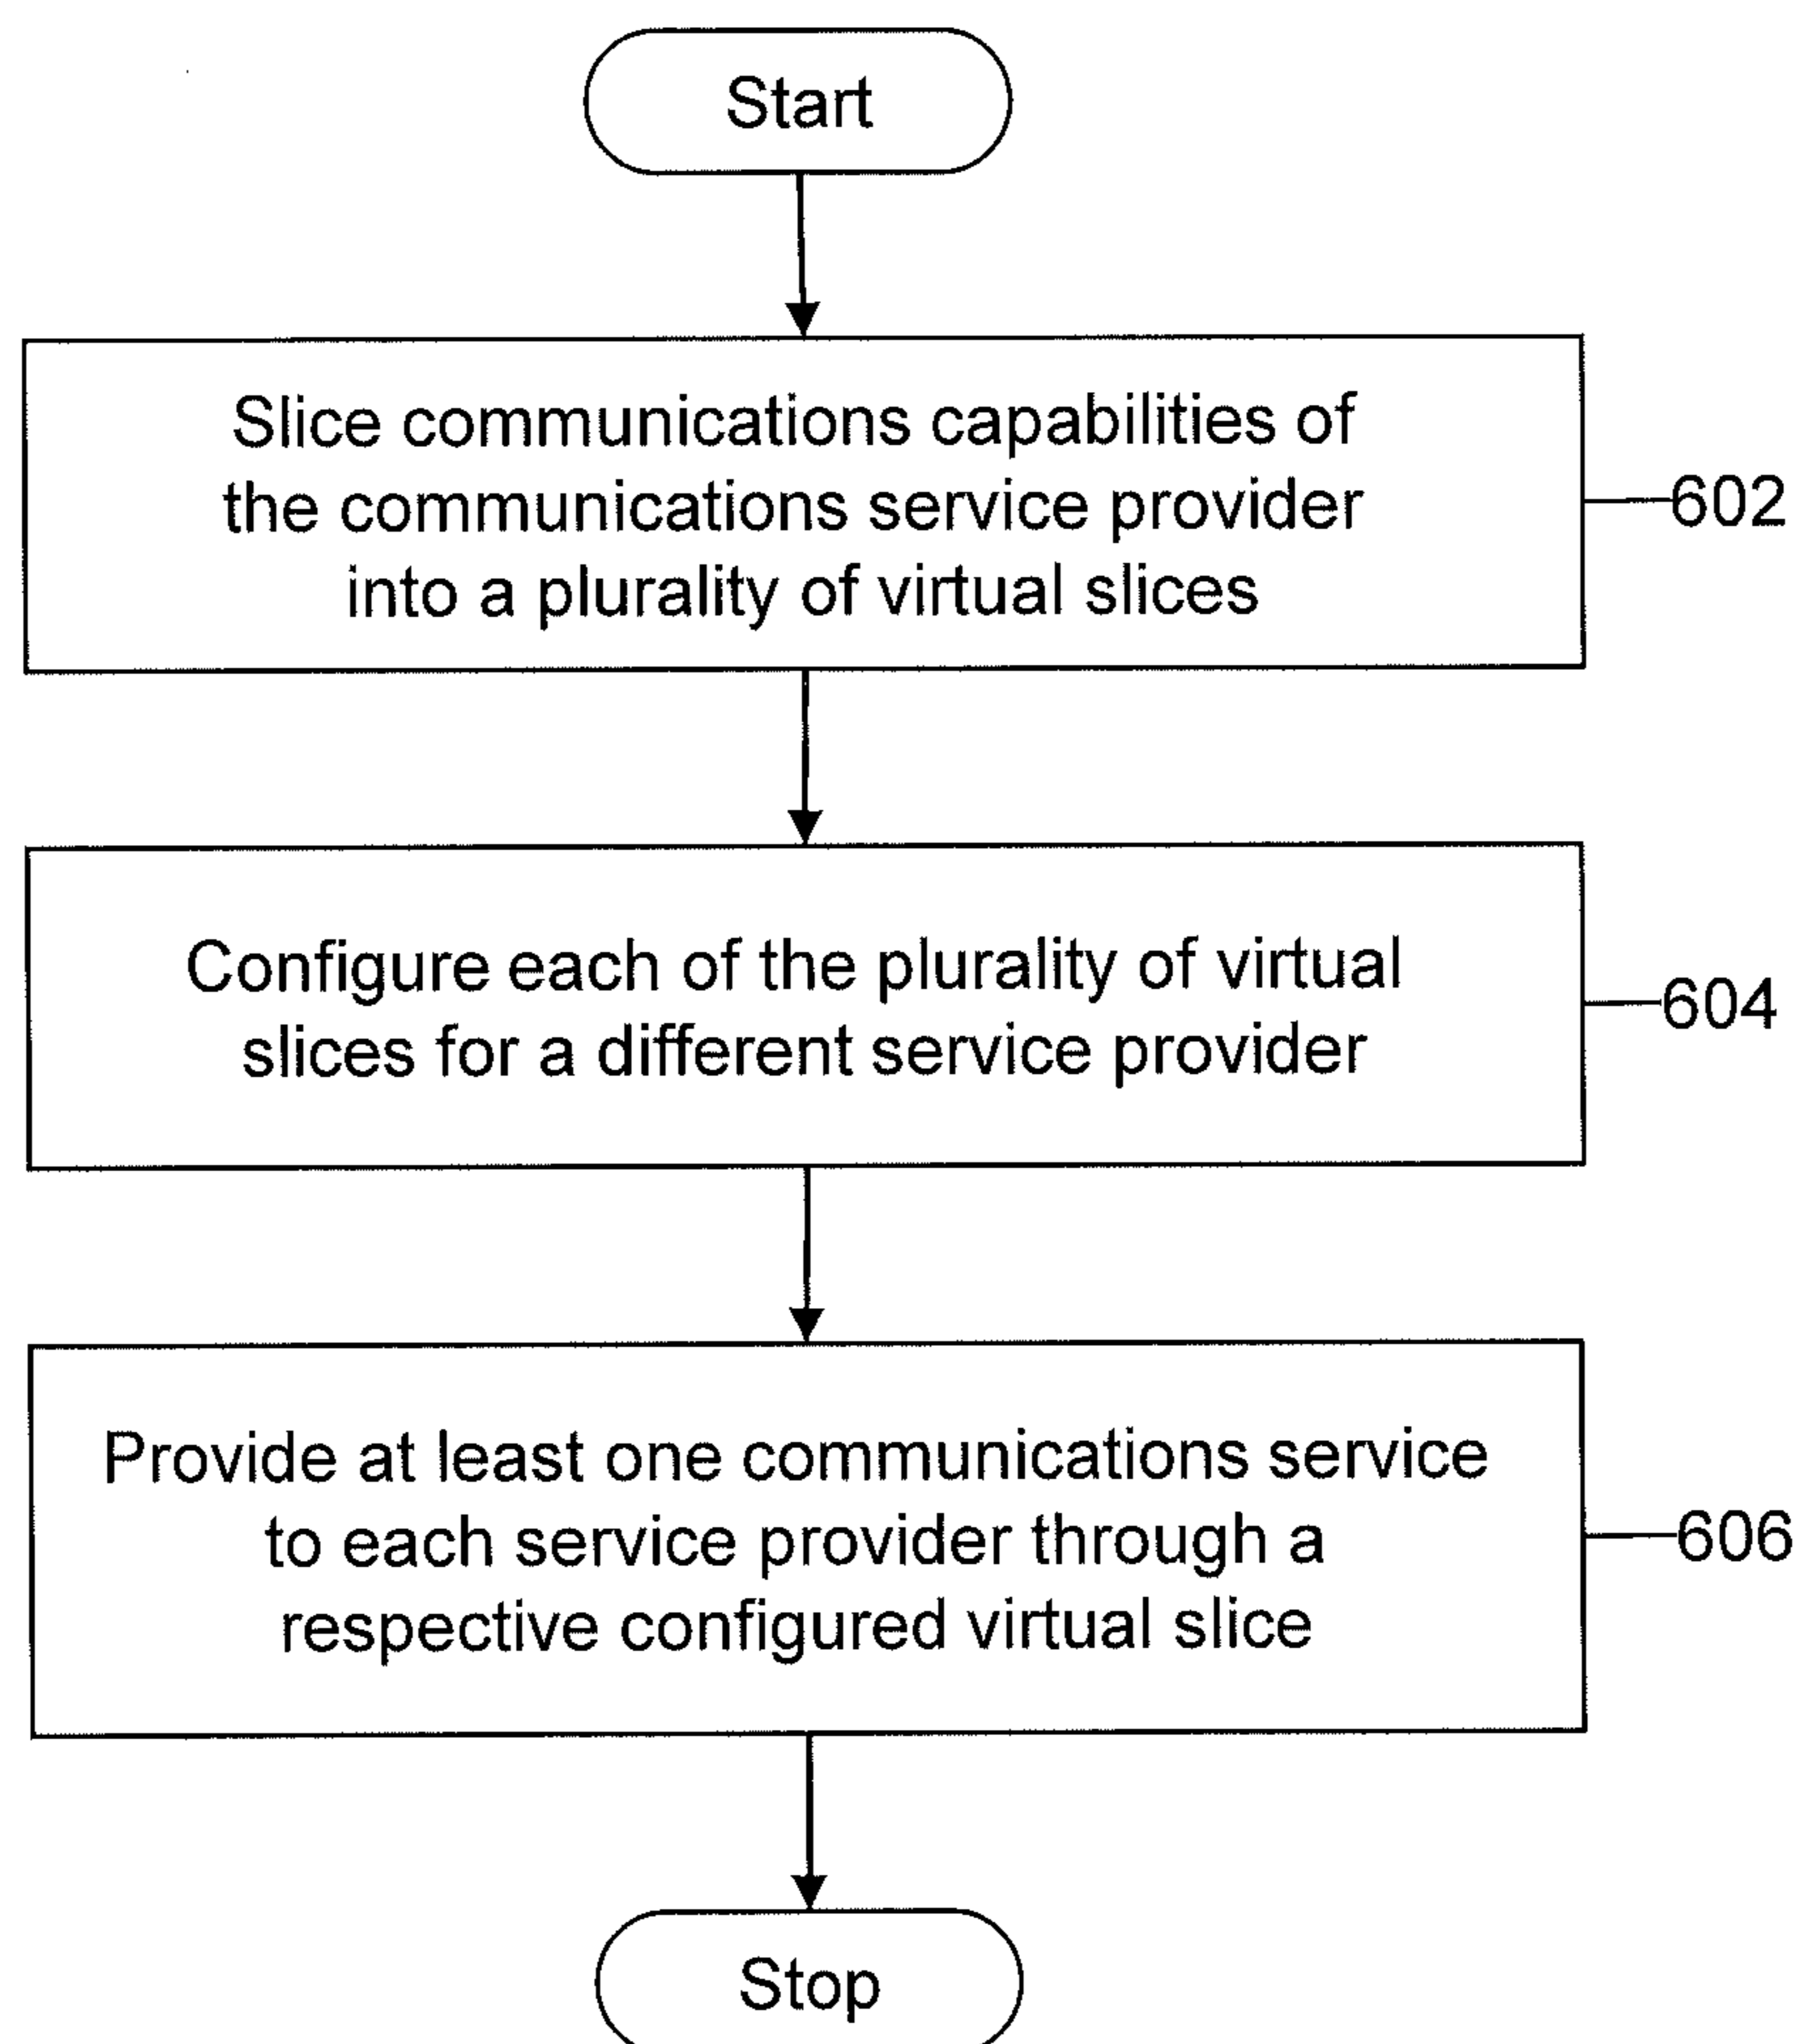 Start
Slice communications capabilities of
the communications service provider
into a plurality of virtual slices
602
Configure each of the plurality of virtual
slices for a different service provider
604
Provide at least one communications service
to each service provider through a
respective configured virtual slice
606
Stop